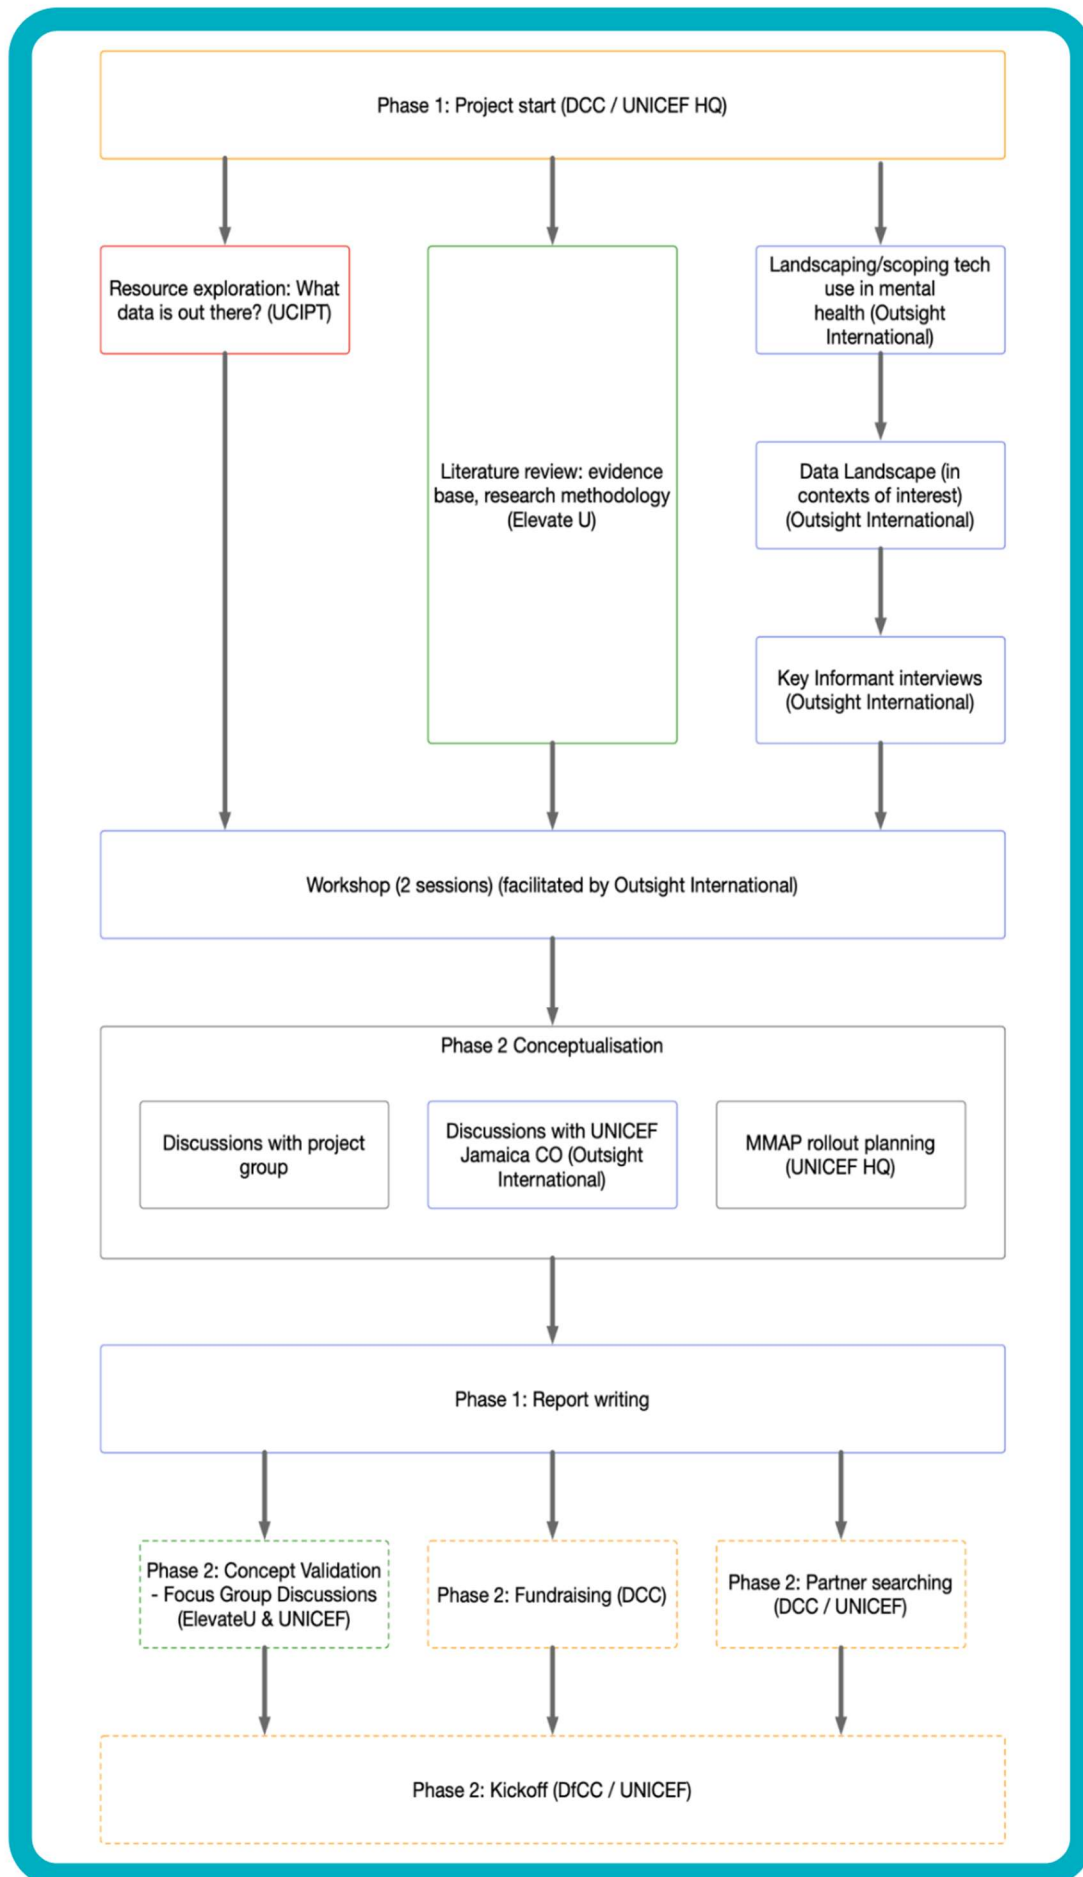 Phase 1: Project start (DCC / UNICEF HQ)
Resource exploration: What
data is out there? (UCIPT)
Literature review: evidence
base, research methodology
(Elevate U)
Landscaping/scoping tech
use in mental
health (Outsight
International)
Data Landscape (in
contexts of interest)
(Outsight International)
Key Informant interviews
(Outsight International)
Workshop (2 sessions) (facilitated by Outsight International)
Phase 2 Conceptualisation
Discussions with project
group
Discussions with UNICEF
Jamaica CO (Outsight
International)
MMAP rollout planning
(UNICEF HQ)
Phase 1: Report writing
Phase 2: Concept Validation
- Focus Group Discussions
(ElevateU & UNICEF)
Phase 2: Fundraising (DCC)
Phase 2: Partner searching
(DCC / UNICEF)
Phase 2: Kickoff (DfCC / UNICEF)